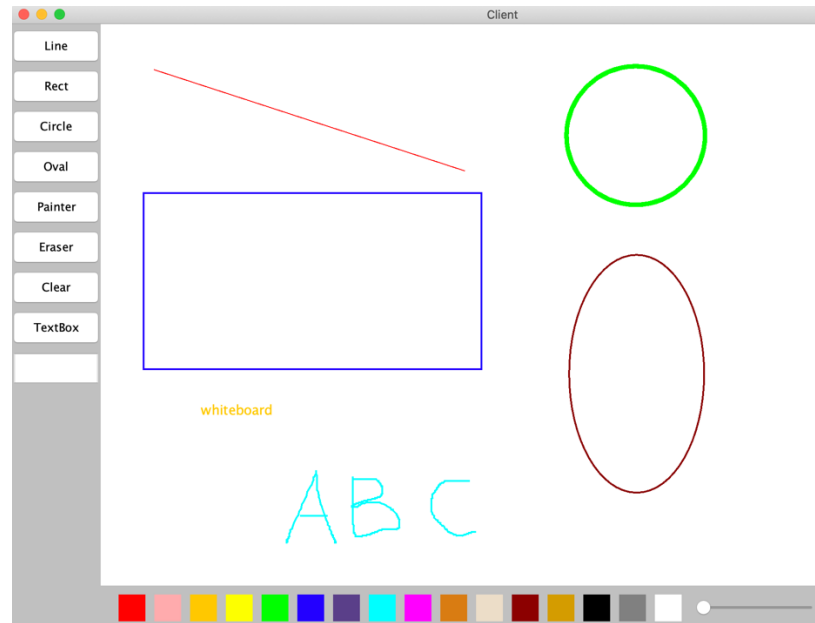 Client
Line
Rect
Circle
Oval
Painter
Eraser
Clear
TextBox
whiteboard
ABC